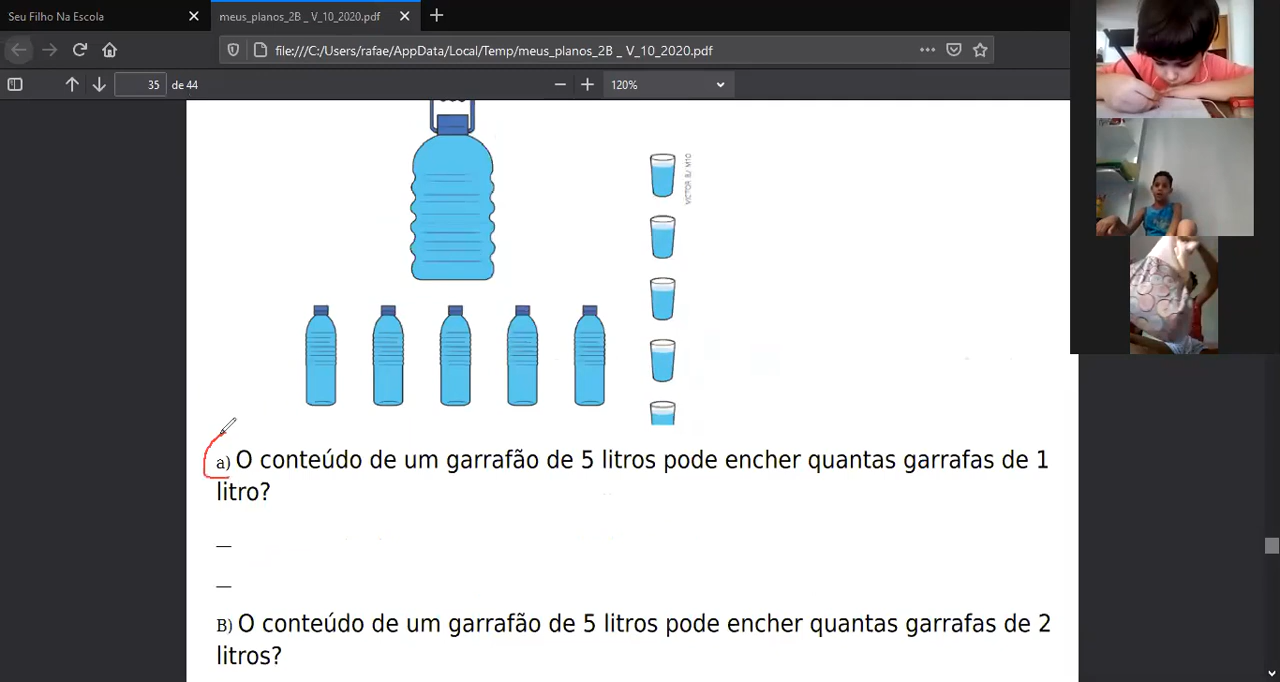 Seu Filho Na Escola
meus_planos_2B _ V_10_2020.pdf
file:///C:/Users/rafae/AppData/Local/Temp/meus_planos_2B _ V_10_2020.pdf
35 de 44
120%
a) O conteúdo de um garrafão de 5 litros pode encher quantas garrafas de 1
litro?
B) O conteúdo de um garrafão de 5 litros pode encher quantas garrafas de 2
litros?